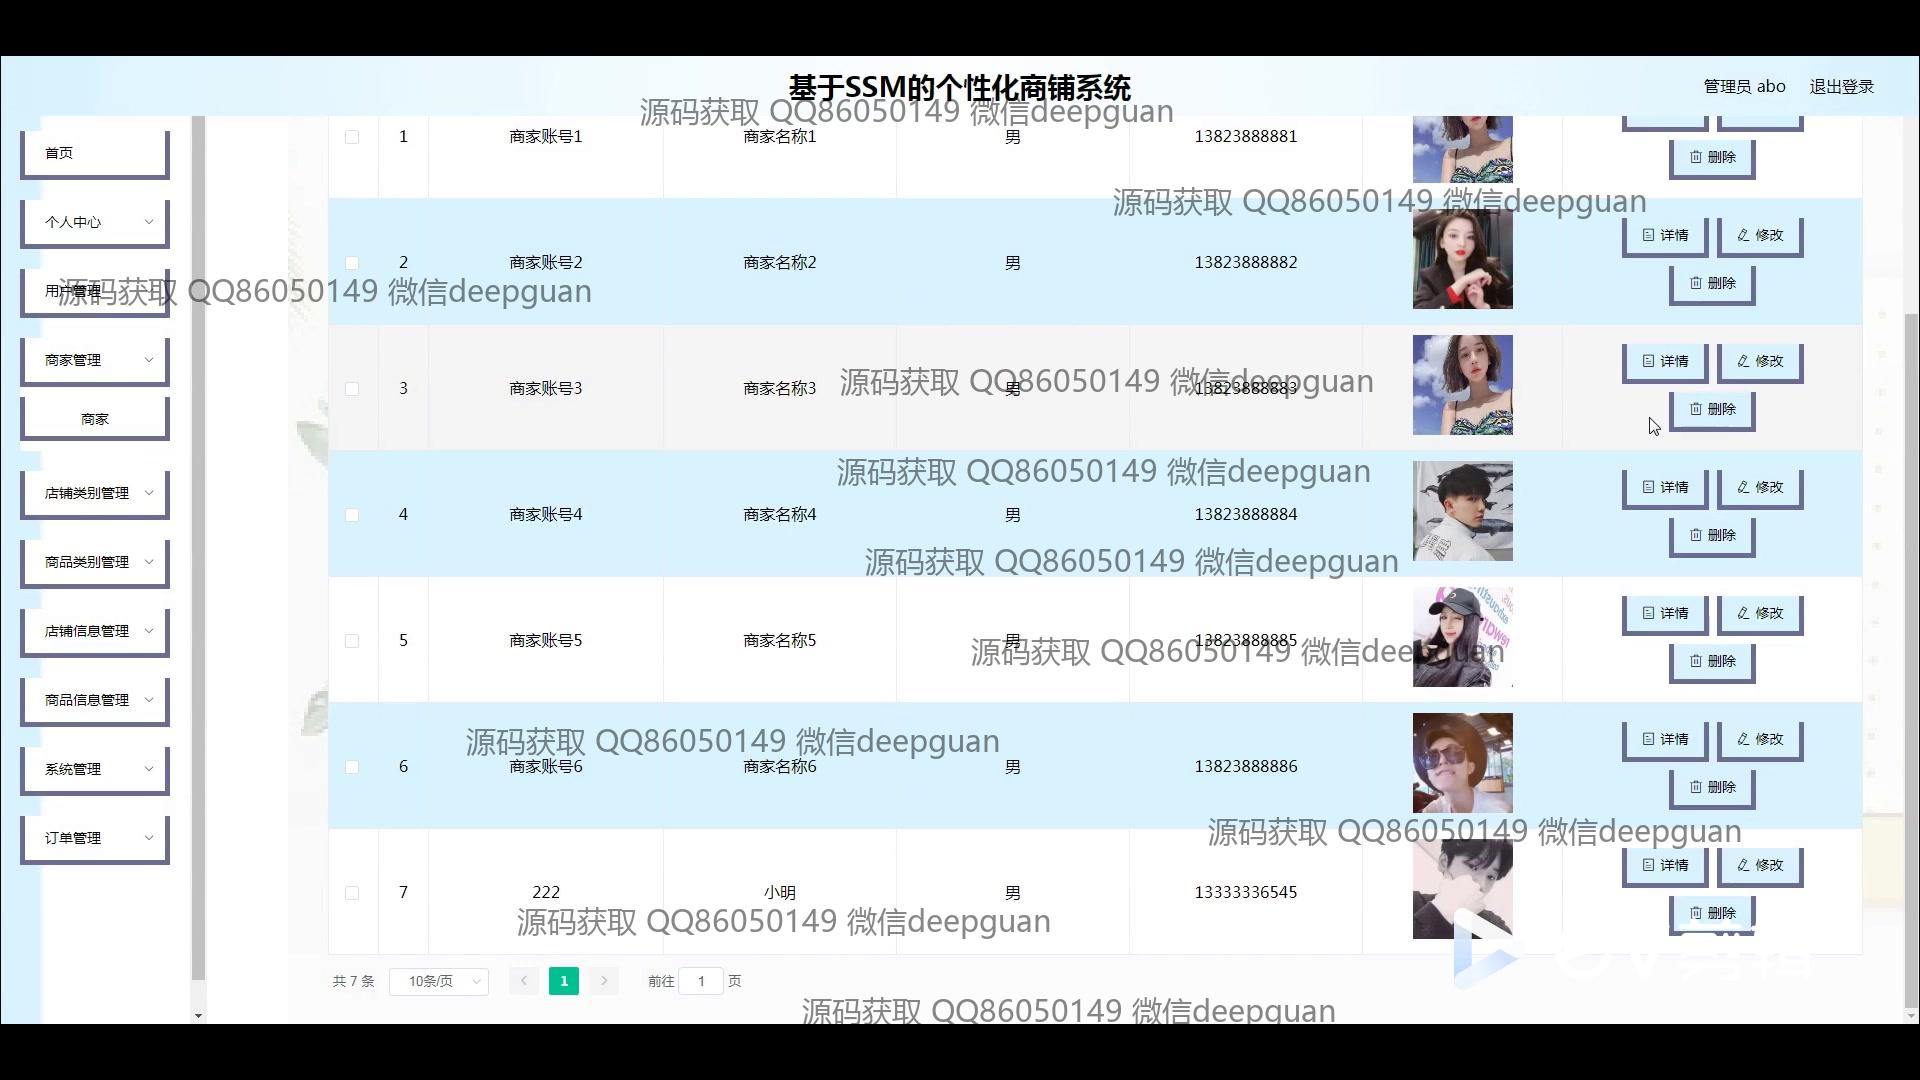 基于SSM的个性化商铺系统
管理员 abo
退出登录
源码获取 QQ86050149 微信deepguan
首页
个人中心
用户管理
商家管理
商家
店铺类别管理
商品类别管理
店铺信息管理
商品信息管理
系统管理
订单管理
1 商家账号1 商家名称1 男 13823888881
删除
源码获取 QQ86050149 微信deepguan
2 商家账号2 商家名称2 男 13823888882
详情 修改
删除
源码获取 QQ86050149 微信deepguan
3 商家账号3 商家名称3 男 13823888883
详情 修改
删除
源码获取 QQ86050149 微信deepguan
源码获取 QQ86050149 微信deepguan
4 商家账号4 商家名称4 男 13823888884
详情 修改
删除
源码获取 QQ86050149 微信deepguan
5 商家账号5 商家名称5 男 13823888885
详情 修改
删除
源码获取 QQ86050149 微信deepguan
源码获取 QQ86050149 微信deepguan
6 商家账号6 商家名称6 男 13823888886
详情 修改
删除
源码获取 QQ86050149 微信deepguan
7 222 小明 男 13333336545
详情 修改
删除
源码获取 QQ86050149 微信deepguan
共 7 条 10条/页 1 前往 1 页
源码获取 QQ86050149 微信deepguan